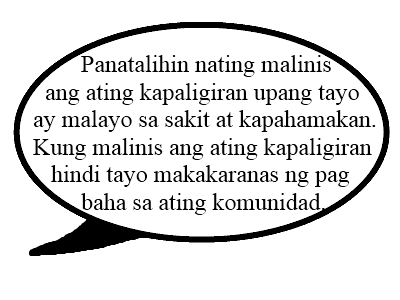 Panatalihin nating malinis
ang ating kapaligiran upang tayo
ay malayo sa sakit at kapahamakan.
Kung malinis ang ating kapaligiran
hindi tayo makakaranas ng pag
baha sa ating komunidad.